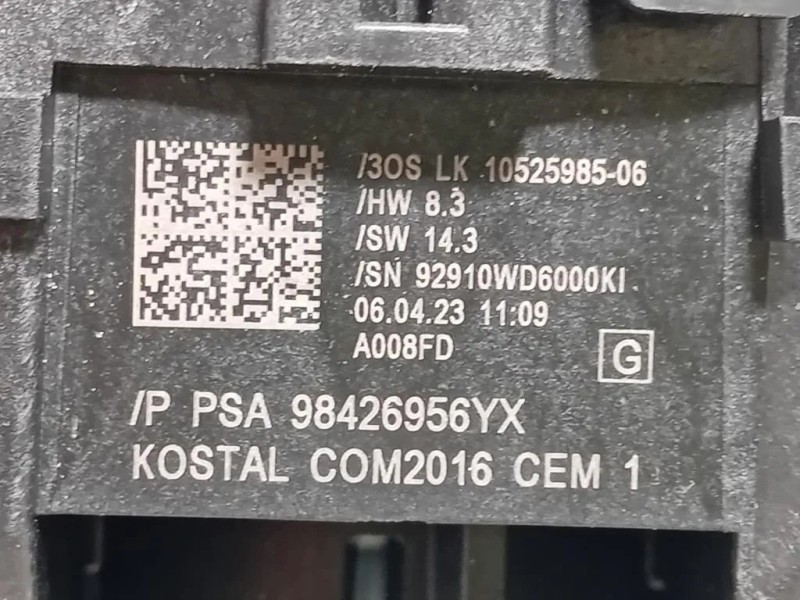 /3OS LK 10525985-06
/HW 8.3
/SW 14.3
/SN 92910WD6000KI
06.04.23 11:09
A008FD
G
/P PSA 98426956YX
KOSTAL COM2016 CEM 1